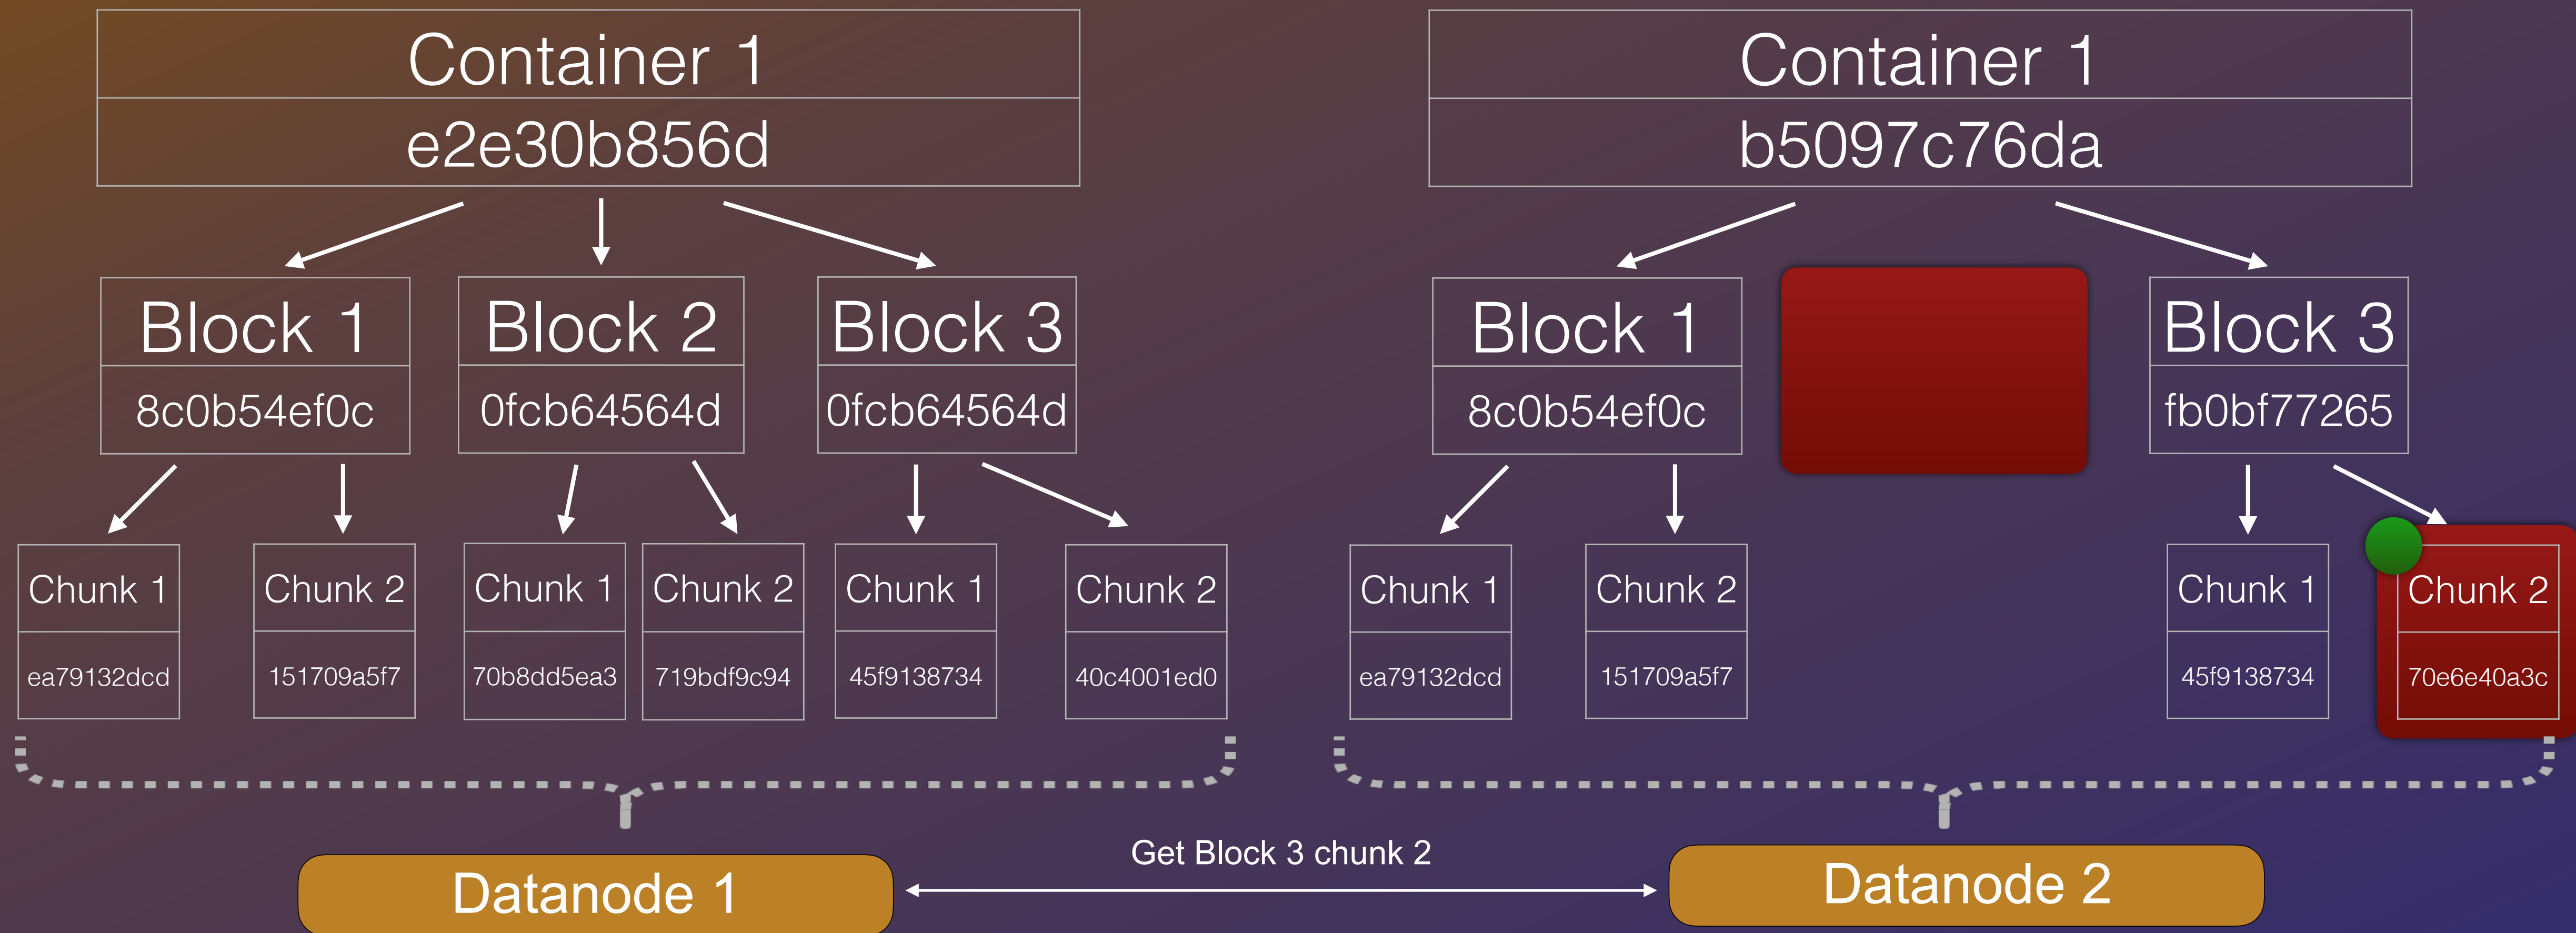 Container 1
e2e30b856d
Container 1
b5097c76da
Block 1
8c0b54ef0c
Block 2
0fcb64564d
Block 3
0fcb64564d
Block 1
8c0b54ef0c
Block 3
fb0bf77265
Chunk 1
ea79132dcd
Chunk 2
151709a5f7
Chunk 1
70b8dd5ea3
Chunk 2
719bdf9c94
Chunk 1
45f9138734
Chunk 2
40c4001ed0
Chunk 1
ea79132dcd
Chunk 2
151709a5f7
Chunk 1
45f9138734
Chunk 2
70e6e40a3c
Datanode 1
Get Block 3 chunk 2
Datanode 2